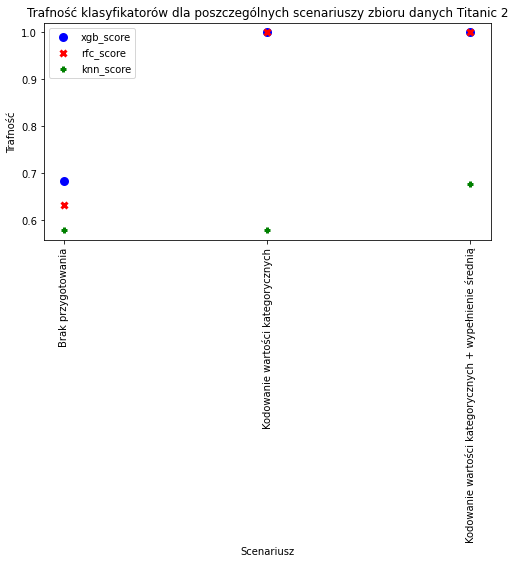 Trafność klasyfikatorów dla poszczególnych scenariuszy zbioru danych Titanic 2
xgb_score
rfc_score
knn_score
Trafność
1.0
0.9
0.8
0.7
0.6
Brak przygotowania
Kodowanie wartości kategorycznych
Kodowanie wartości kategorycznych + wypełnienie średnią
Scenariusz